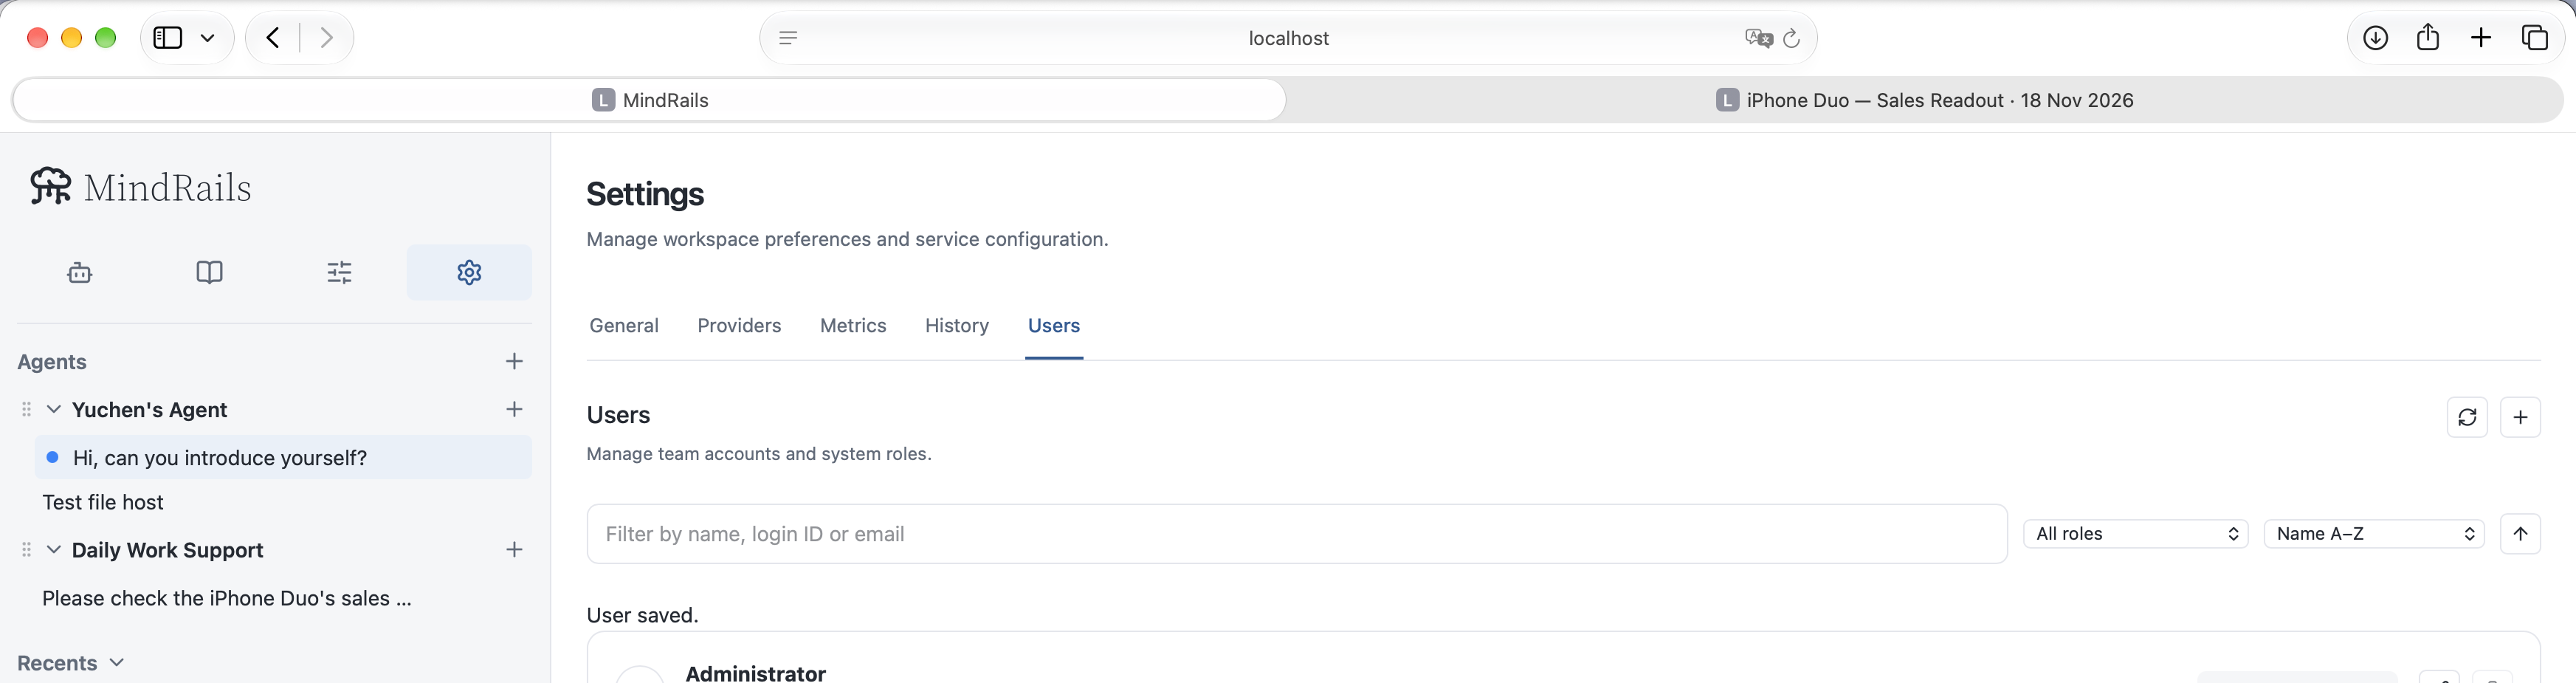 localhost
L MindRails
L iPhone Duo — Sales Readout · 18 Nov 2026
MindRails
Agents
Yuchen's Agent
Hi, can you introduce yourself?
Test file host
Daily Work Support
Please check the iPhone Duo's sales ...
Recents
Settings
Manage workspace preferences and service configuration.
General Providers Metrics History Users
Users
Manage team accounts and system roles.
Filter by name, login ID or email
All roles
Name A–Z
User saved.
Administrator